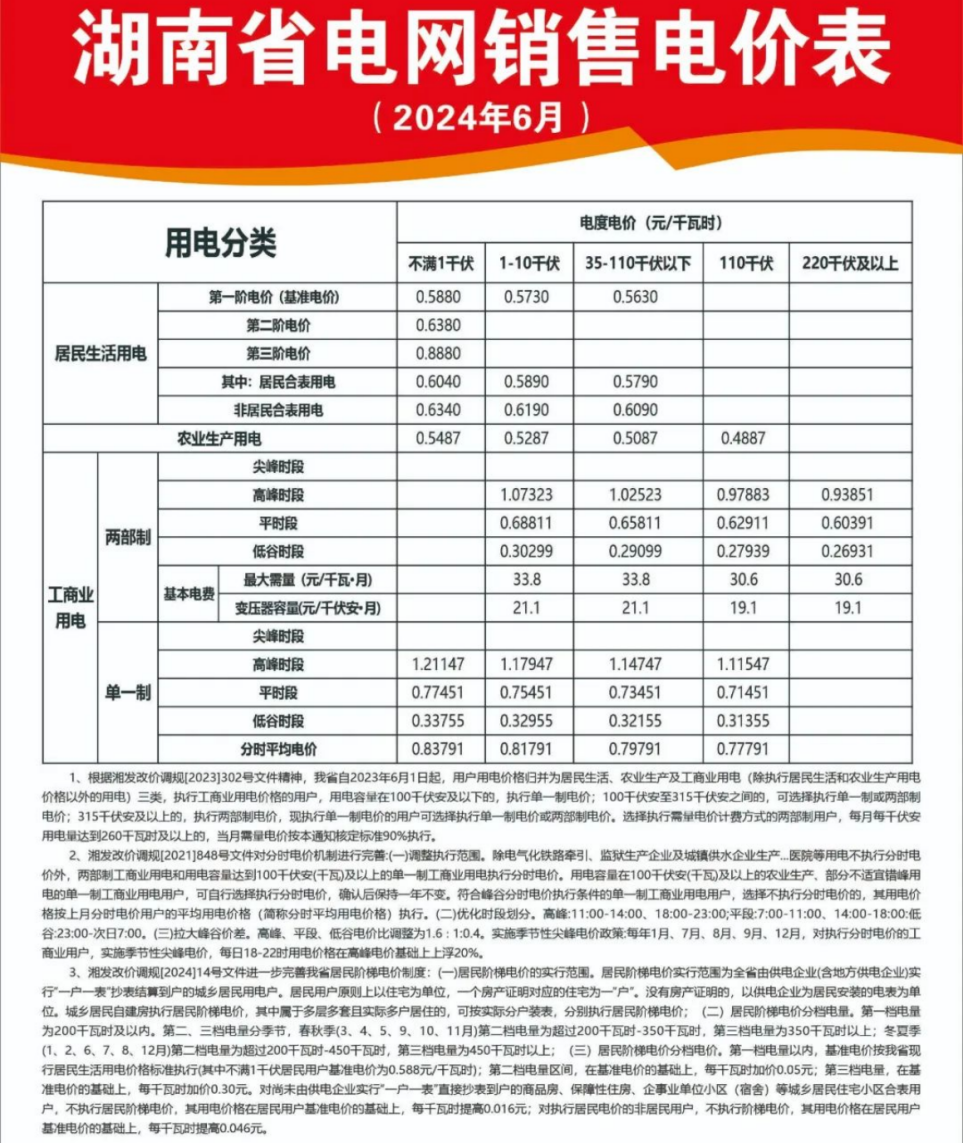 湖南省电网销售电价表
（2024年6月）
用电分类 电度电价（元/千瓦时）
不满1千伏 1-10千伏 35-110千伏以下 110千伏 220千伏及以上
居民生活用电 第一阶电价（基准电价） 0.5880 0.5730 0.5630
第二阶电价 0.6380
第三阶电价 0.8880
其中：居民合表用电 0.6040 0.5890 0.5790
非居民合表用电 0.6340 0.6190 0.6090
农业生产用电 0.5487 0.5287 0.5087 0.4887
工商业用电 两部制 尖峰时段
高峰时段 1.07323 1.02523 0.97883 0.93851
平时段 0.68811 0.65811 0.62911 0.60391
低谷时段 0.30299 0.29099 0.27939 0.26931
基本电费 最大需量（元/千瓦•月） 33.8 33.8 30.6 30.6
变压器容量(元/千伏安•月) 21.1 21.1 19.1 19.1
单一制 尖峰时段
高峰时段 1.21147 1.17947 1.14747 1.11547
平时段 0.77451 0.75451 0.73451 0.71451
低谷时段 0.33755 0.32955 0.32155 0.31355
分时平均电价 0.83791 0.81791 0.79791 0.77791
1、根据湘发改价调规[2023]302号文件精神，我省自2023年6月1日起，用户用电价格归并为居民生活、农业生产及工商业用电（除执行居民生活和农业生产用电
价格以外的用电）三类，执行工商业用电价格的用户，用电容量在100千伏安及以下的，执行单一制电价；100千伏安至315千伏安之间的，可选择执行单一制或两部制
电价；315千伏安及以上的，执行两部制电价，现执行单一制电价的用户可选择执行单一制电价或两部制电价。选择执行需量电价计费方式的两部制用户，每月每千伏安
用电量达到260千瓦时及以上的，当月需量电价按本通知核定标准90%执行。
2、湘发改价调规[2021]848号文件对分时电价机制进行完善:(一)调整执行范围。除电气化铁路牵引、监狱生产企业及城镇供水企业生产...医院等用电不执行分时电
价外，两部制工商业用电和用电容量达到100千伏安(千瓦)及以上的单一制工商业用电执行分时电价。用电容量在100千伏安(千瓦)及以上的农业生产、部分不适宜错峰用
电的单一制工商业用电用户，可自行选择执行分时电价，确认后保持一年不变。符合峰谷分时电价执行条件的单一制工商业用电用户，选择不执行分时电价的，其用电价
格按上月分时电价用户的平均用电价格（简称分时平均用电价格）执行。(二)优化时段划分。高峰:11:00-14:00、18:00-23:00;平段:7:00-11:00、14:00-18:00:低
谷:23:00-次日7:00。(三)拉大峰谷价差。高峰、平段、低谷电价比调整为1.6：1:0.4。实施季节性尖峰电价政策:每年1月、7月、8月、9月、12月，对执行分时电价的工
商业用户，实施季节性尖峰电价，每日18-22时用电价格在高峰电价基础上上浮20%。
3、湘发改价调规[2024]14号文件进一步完善我省居民阶梯电价制度：(一)居民阶梯电价的实行范围。居民阶梯电价实行范围为全省由供电企业(含地方供电企业)实
行“一户一表”抄表结算到户的城乡居民用电户。居民用户原则上以住宅为单位，一个房产证明对应的住宅为一“户”。没有房产证明的，以供电企业为居民安装的电表为单
位。城乡居民自建房执行居民阶梯电价，其中属于多层多套且实际多户居住的，可按实际分户装表，分别执行居民阶梯电价；（二）居民阶梯电价分档电量。第一档电量
为200千瓦时及以内。第二、三档电量分季节，春秋季(3、4、5、9、10、11月)第二档电量为超过200千瓦时-350千瓦时，第三档电量为350千瓦时以上；冬夏季
(1、2、6、7、8、12月)第二档电量为超过200千瓦时-450千瓦时，第三档电量为450千瓦时以上；（三）居民阶梯电价分档电价。第一档电量以内，基准电价按我省现
行居民生活用电价格标准执行(其中不满1千伏居民用户基准电价为0.588元/千瓦时)；第二档电量区间，在基准电价的基础上，每千瓦时加价0.05元；第三档电量，在基
准电价的基础上，每千瓦时加价0.30元。对尚未由供电企业实行“一户一表”直接抄表到户的商品房、保障性住房、企事业单位小区（宿舍）等城乡居民住宅小区合表用
户，不执行居民阶梯电价，其用电价格在居民用户基准电价的基础上，每千瓦时提高0.016元；对执行居民电价的非居民用户，不执行阶梯电价，其用电价格在居民用户
基准电价的基础上，每千瓦时提高0.046元。